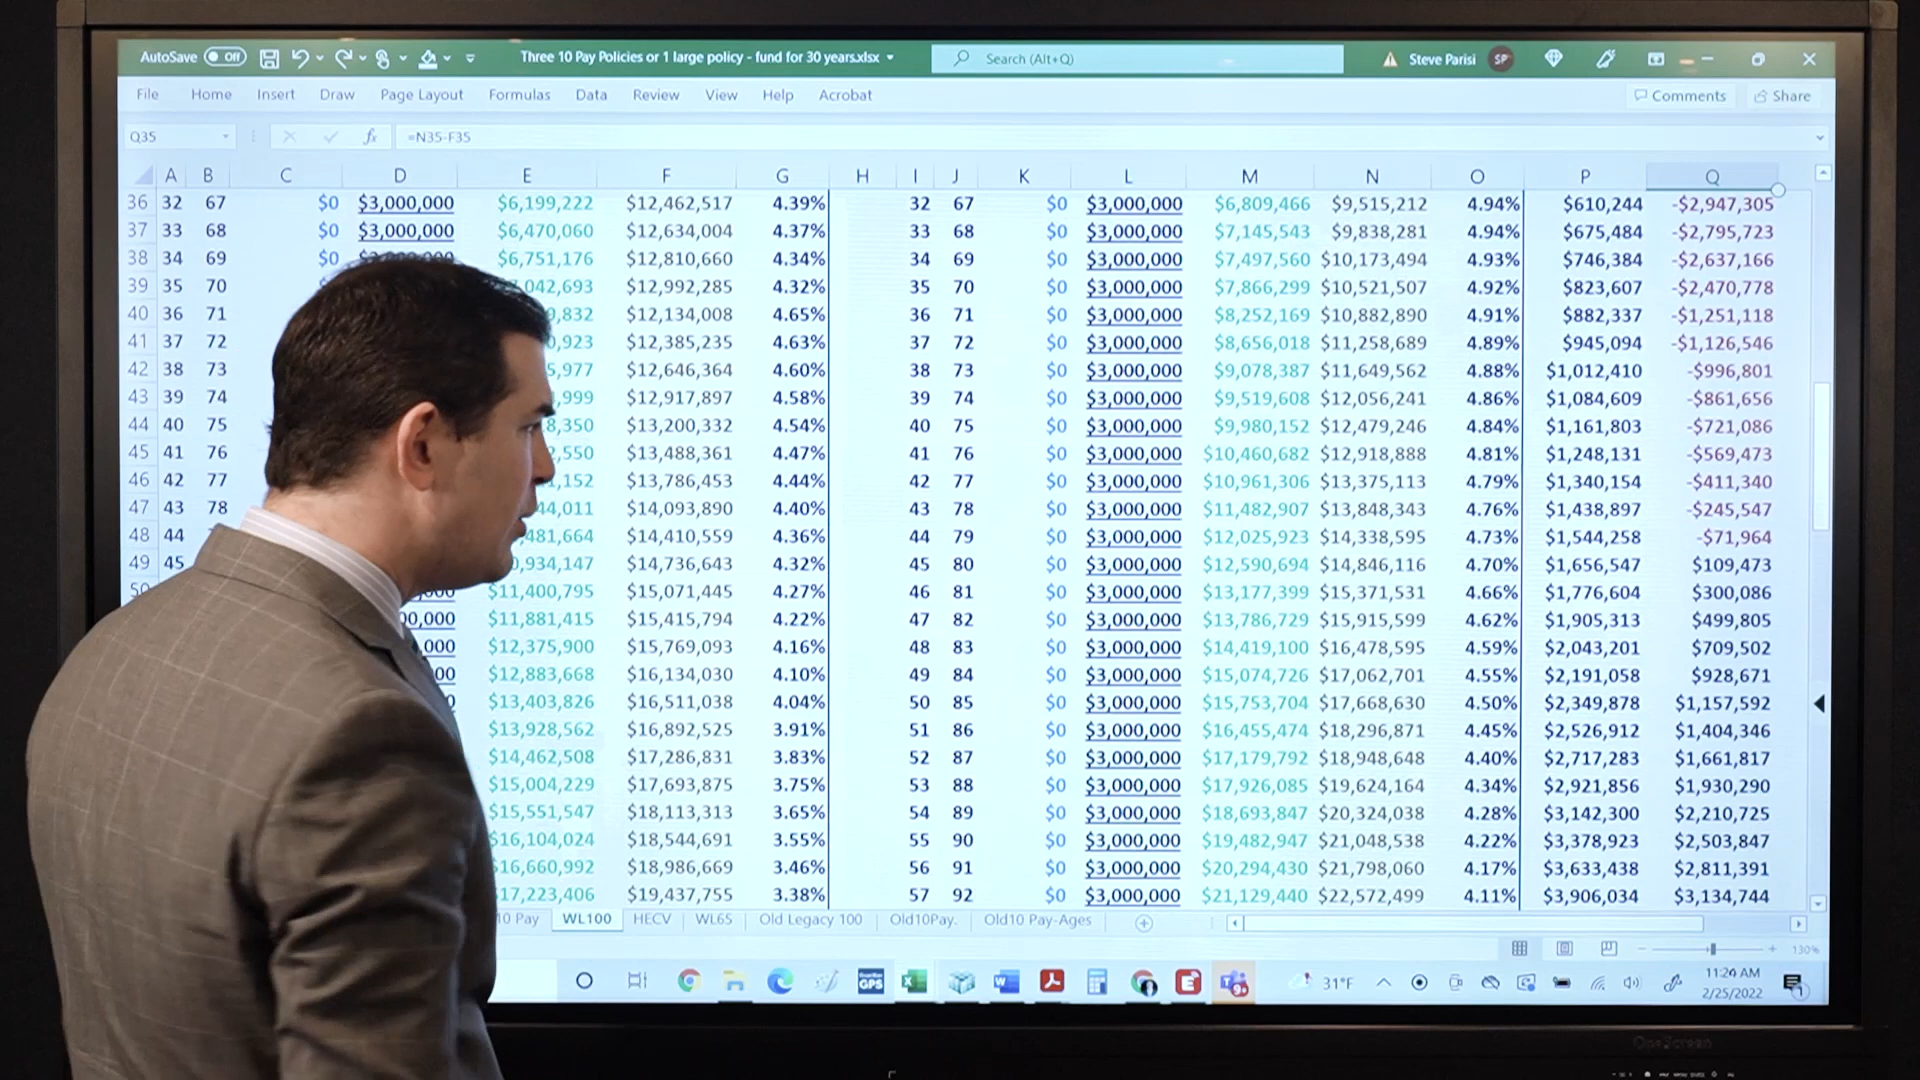 AutoSave Off Three 10 Pay Policies or 1 large policy - fund for 30 years.xlsx Search (Alt+Q) Steve Parisi SP
File Home Insert Draw Page Layout Formulas Data Review View Help Acrobat Comments Share
Q35 fx =N35-F35
A B C D E F G H I J K L M N O P Q
36 32 67 $0 $3,000,000 $6,199,222 $12,462,517 4.39% 32 67 $0 $3,000,000 $6,809,466 $9,515,212 4.94% $610,244 -$2,947,305
37 33 68 $0 $3,000,000 $6,470,060 $12,634,004 4.37% 33 68 $0 $3,000,000 $7,145,543 $9,838,281 4.94% $675,484 -$2,795,723
38 34 69 $0 $6,751,176 $12,810,660 4.34% 34 69 $0 $3,000,000 $7,497,560 $10,173,494 4.93% $746,384 -$2,637,166
39 35 70 ,042,693 $12,992,285 4.32% 35 70 $0 $3,000,000 $7,866,299 $10,521,507 4.92% $823,607 -$2,470,778
40 36 71 ,832 $12,134,008 4.65% 36 71 $0 $3,000,000 $8,252,169 $10,882,890 4.91% $882,337 -$1,251,118
41 37 72 0,923 $12,385,235 4.63% 37 72 $0 $3,000,000 $8,656,018 $11,258,689 4.89% $945,094 -$1,126,546
42 38 73 5,977 $12,646,364 4.60% 38 73 $0 $3,000,000 $9,078,387 $11,649,562 4.88% $1,012,410 -$996,801
43 39 74 ,999 $12,917,897 4.58% 39 74 $0 $3,000,000 $9,519,608 $12,056,241 4.86% $1,084,609 -$861,656
44 40 75 8,350 $13,200,332 4.54% 40 75 $0 $3,000,000 $9,980,152 $12,479,246 4.84% $1,161,803 -$721,086
45 41 76 ,550 $13,488,361 4.47% 41 76 $0 $3,000,000 $10,460,682 $12,918,888 4.81% $1,248,131 -$569,473
46 42 77 ,152 $13,786,453 4.44% 42 77 $0 $3,000,000 $10,961,306 $13,375,113 4.79% $1,340,154 -$411,340
47 43 78 44,011 $14,093,890 4.40% 43 78 $0 $3,000,000 $11,482,907 $13,848,343 4.76% $1,438,897 -$245,547
48 44 ,481,664 $14,410,559 4.36% 44 79 $0 $3,000,000 $12,025,923 $14,338,595 4.73% $1,544,258 -$71,964
49 45 ,934,147 $14,736,643 4.32% 45 80 $0 $3,000,000 $12,590,694 $14,846,116 4.70% $1,656,547 $109,473
50 $11,400,795 $15,071,445 4.27% 46 81 $0 $3,000,000 $13,177,399 $15,371,531 4.66% $1,776,604 $300,086
00,000 $11,881,415 $15,415,794 4.22% 47 82 $0 $3,000,000 $13,786,729 $15,915,599 4.62% $1,905,313 $499,805
,000 $12,375,900 $15,769,093 4.16% 48 83 $0 $3,000,000 $14,419,100 $16,478,595 4.59% $2,043,201 $709,502
00 $12,883,668 $16,134,030 4.10% 49 84 $0 $3,000,000 $15,074,726 $17,062,701 4.55% $2,191,058 $928,671
0 $13,403,826 $16,511,038 4.04% 50 85 $0 $3,000,000 $15,753,704 $17,668,630 4.50% $2,349,878 $1,157,592
$13,928,562 $16,892,525 3.91% 51 86 $0 $3,000,000 $16,455,474 $18,296,871 4.45% $2,526,912 $1,404,346
$14,462,508 $17,286,831 3.83% 52 87 $0 $3,000,000 $17,179,792 $18,948,648 4.40% $2,717,283 $1,661,817
$15,004,229 $17,693,875 3.75% 53 88 $0 $3,000,000 $17,926,085 $19,624,164 4.34% $2,921,856 $1,930,290
$15,551,547 $18,113,313 3.65% 54 89 $0 $3,000,000 $18,693,847 $20,324,038 4.28% $3,142,300 $2,210,725
$16,104,024 $18,544,691 3.55% 55 90 $0 $3,000,000 $19,482,947 $21,048,538 4.22% $3,378,923 $2,503,847
$16,660,992 $18,986,669 3.46% 56 91 $0 $3,000,000 $20,294,430 $21,798,060 4.17% $3,633,438 $2,811,391
17,223,406 $19,437,755 3.38% 57 92 $0 $3,000,000 $21,129,440 $22,572,499 4.11% $3,906,034 $3,134,744
10 Pay WL100 HECV WL65 Old Legacy 100 Old10Pay. Old10 Pay-Ages
130%
GPS 31°F 11:20 AM
2/25/2022
OneScreen